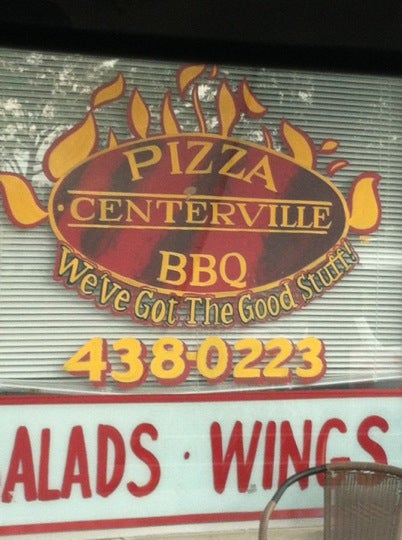 PIZZA
• CENTERVILLE
BBQ
We've Got The Good Stuff!
438-0223
ALADS • WINGS